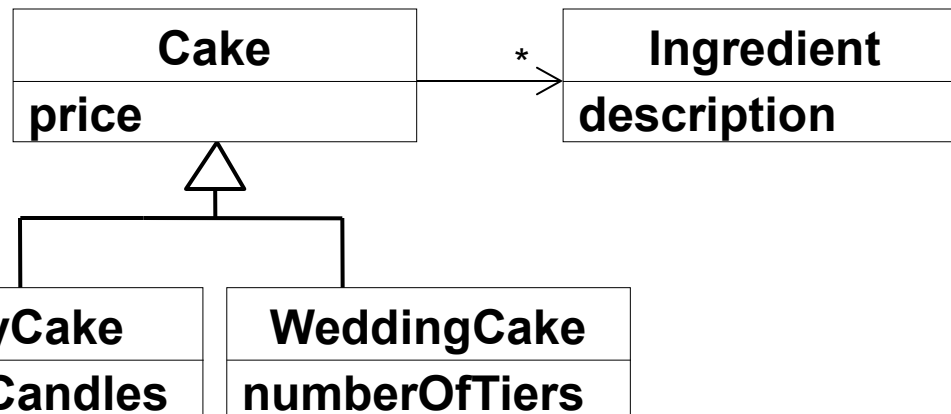 Cake
*
Ingredient
price
description
yCake
WeddingCake
Candles
numberOfTiers